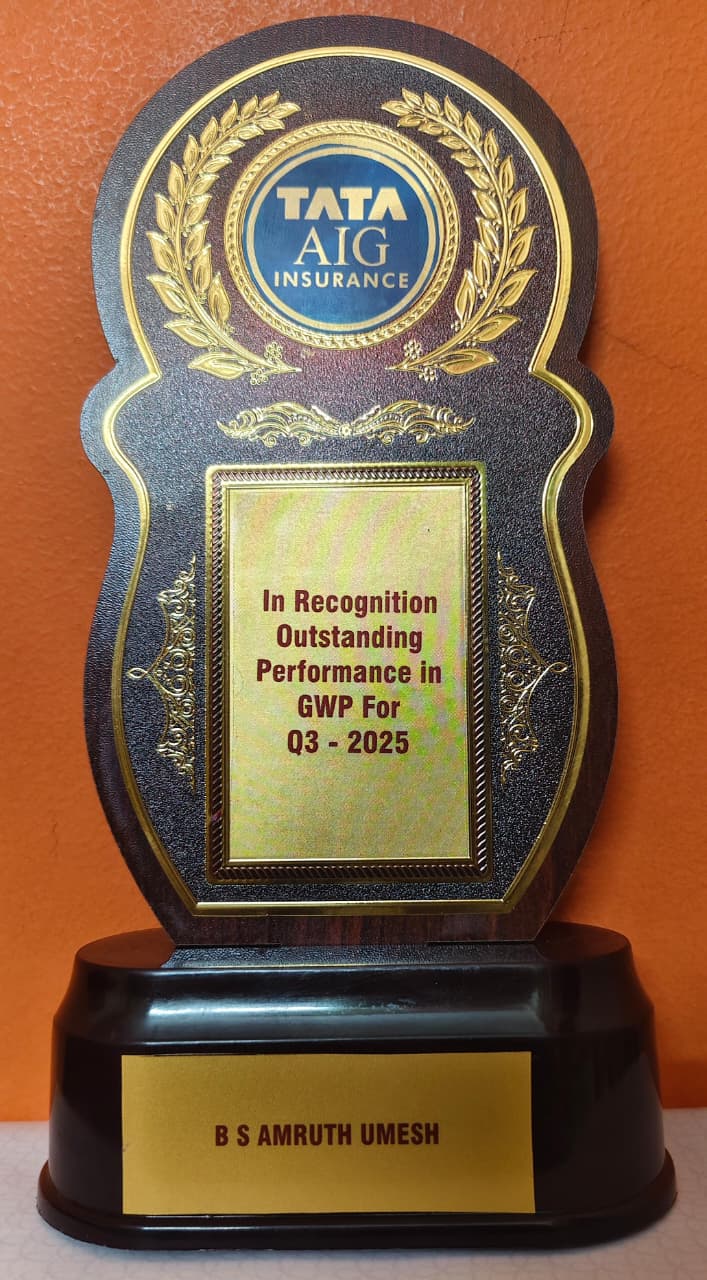 TATA
AIG
INSURANCE
In Recognition
Outstanding
Performance in
GWP For
Q3 - 2025
B S AMRUTH UMESH